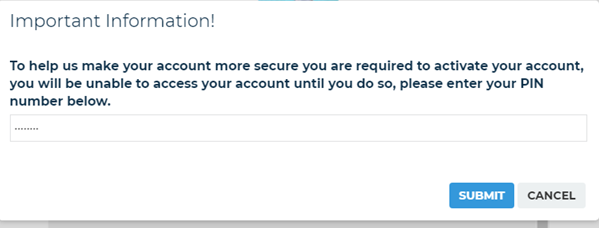 Important Information!
To help us make your account more secure you are required to activate your account,
you will be unable to access your account until you do so, please enter your PIN
number below.
........
SUBMIT CANCEL